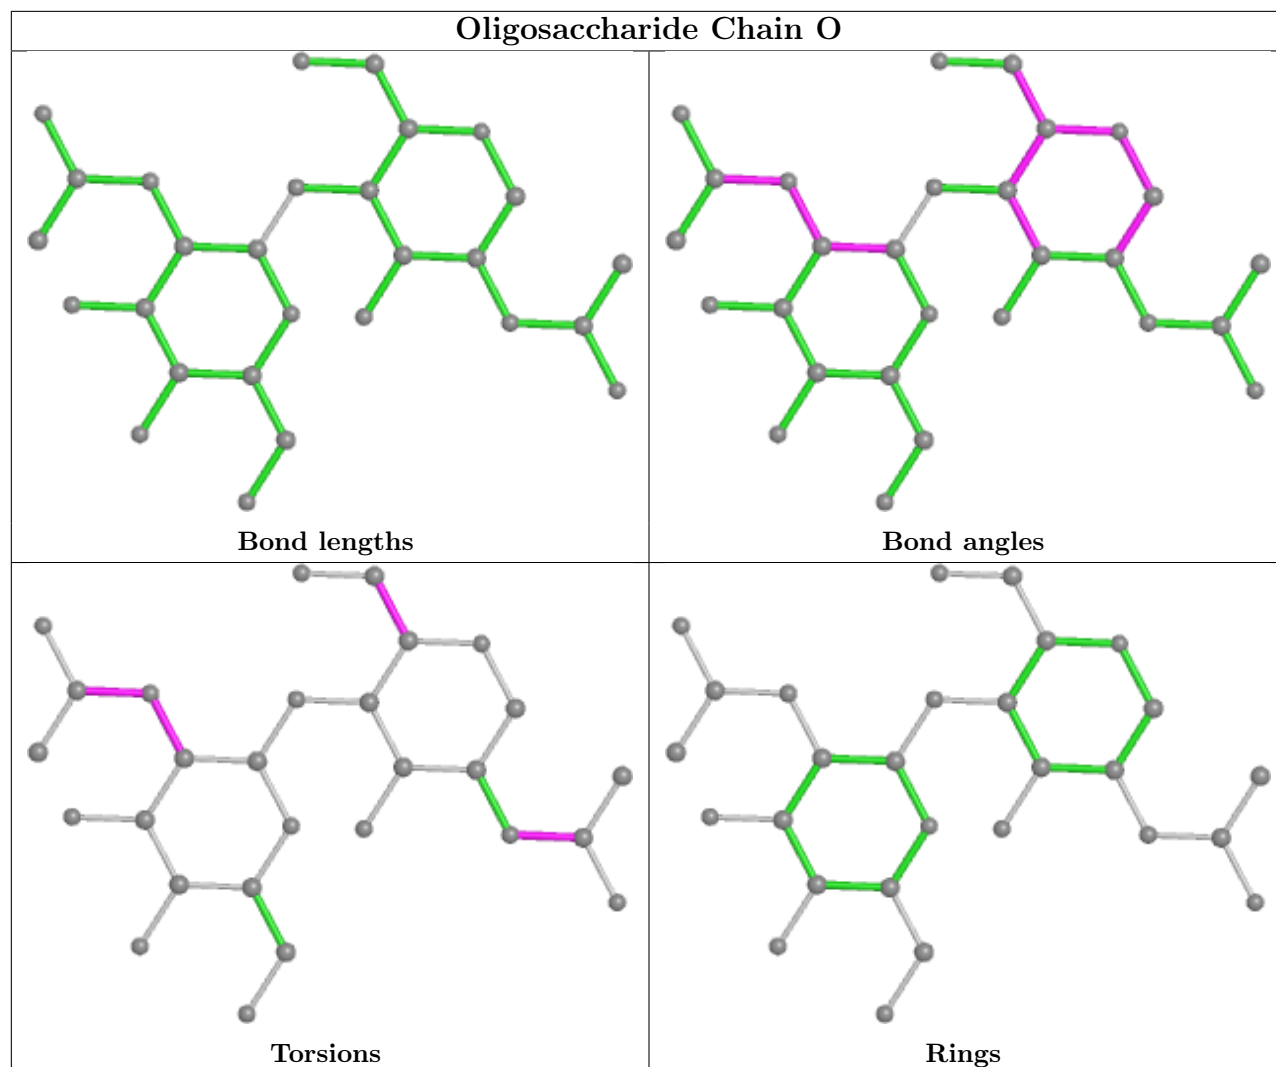 Oligosaccharide Chain O
Bond lengths
Bond angles
Torsions
Rings